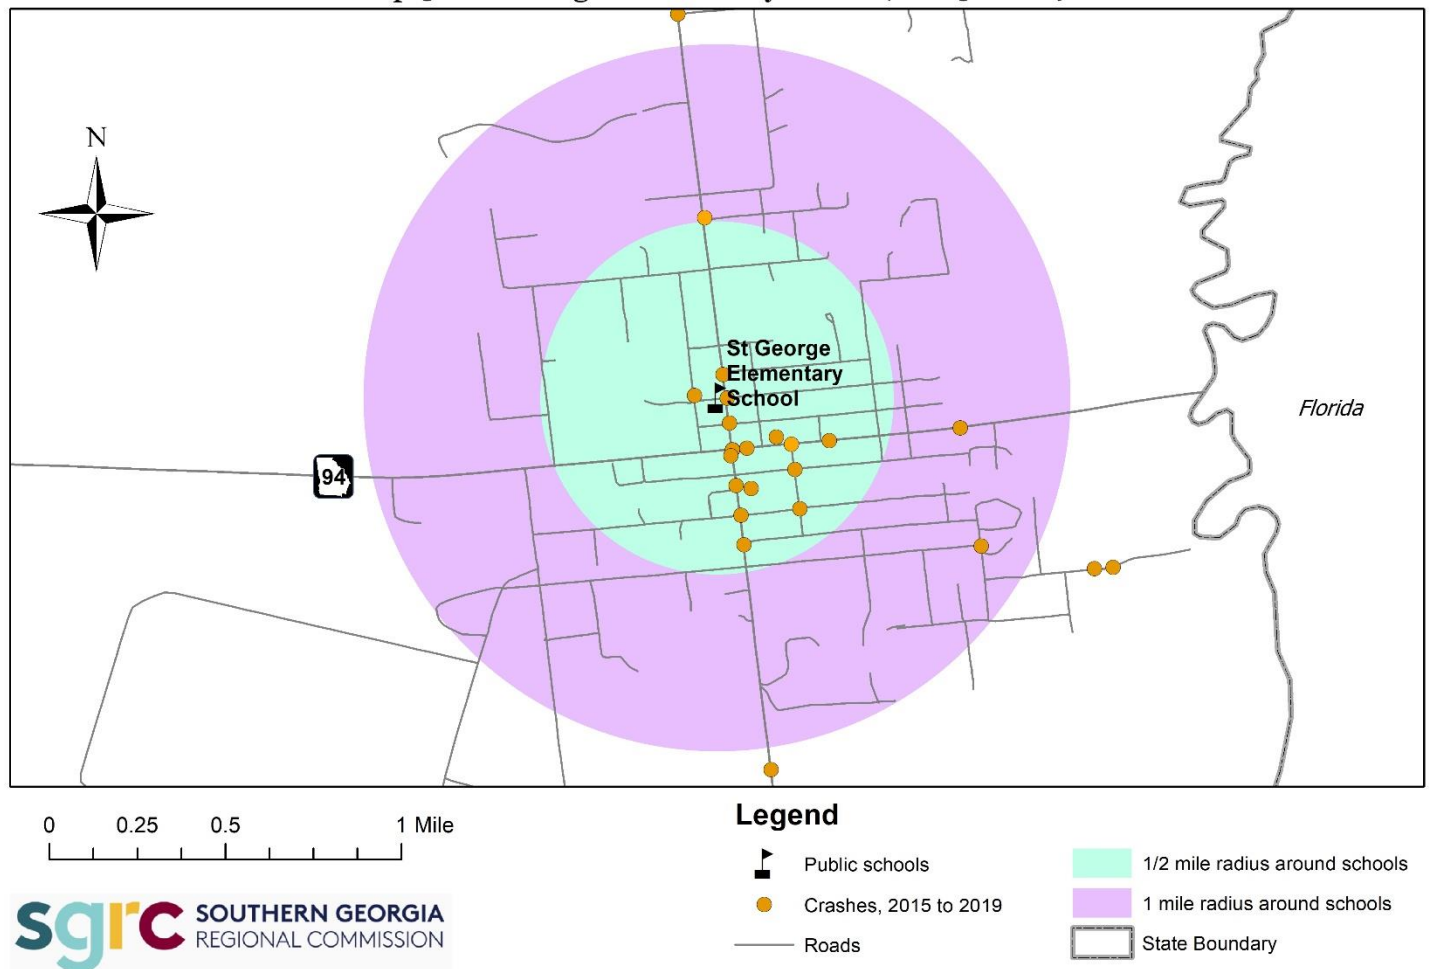 N
St George
Elementary
School
94
Florida
0 0.25 0.5 1 Mile
Legend
Public schools
Crashes, 2015 to 2019
Roads
1/2 mile radius around schools
1 mile radius around schools
State Boundary
sgrc SOUTHERN GEORGIA
REGIONAL COMMISSION